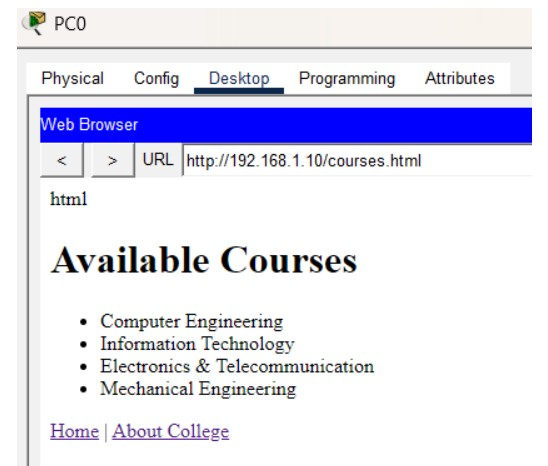 PC0
Physical Config Desktop Programming Attributes
Web Browser
< > URL http://192.168.1.10/courses.html
html
Available Courses
• Computer Engineering
• Information Technology
• Electronics & Telecommunication
• Mechanical Engineering
Home | About College